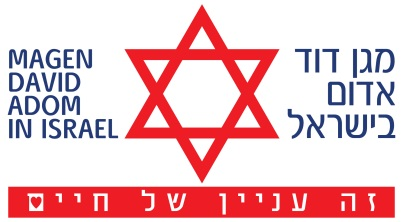 MAGEN
DAVID
ADOM
IN ISRAEL
מגן דוד
אדום
בישראל
זה עניין של חיים